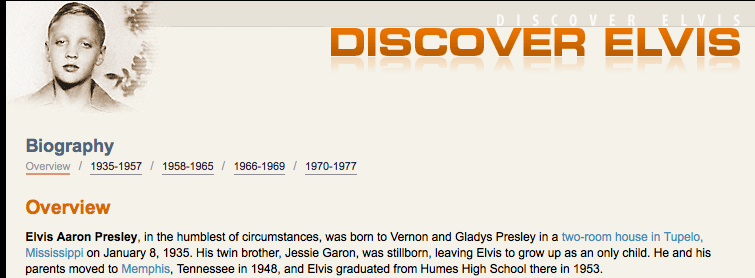 DISCOVER ELVIS
DISCOVER ELVIS
Biography
Overview / 1935-1957 / 1958-1965 / 1966-1969 / 1970-1977
Overview
Elvis Aaron Presley, in the humblest of circumstances, was born to Vernon and Gladys Presley in a two-room house in Tupelo,
Mississippi on January 8, 1935. His twin brother, Jessie Garon, was stillborn, leaving Elvis to grow up as an only child. He and his
parents moved to Memphis, Tennessee in 1948, and Elvis graduated from Humes High School there in 1953.